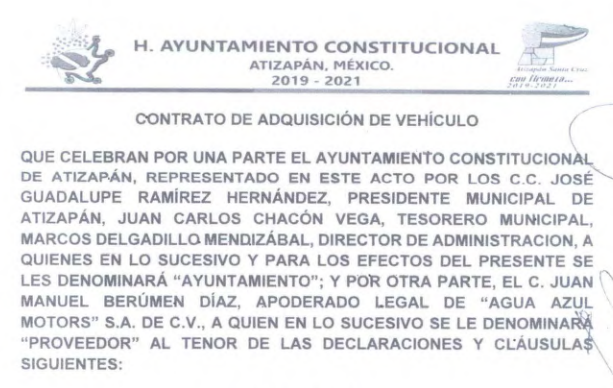 H. AYUNTAMIENTO CONSTITUCIONAL
ATIZAPÁN, MÉXICO.
2019 - 2021
Atizapán Santa Cruz
con firmeza...
2019-2021
CONTRATO DE ADQUISICIÓN DE VEHÍCULO
QUE CELEBRAN POR UNA PARTE EL AYUNTAMIENTO CONSTITUCIONAL
DE ATIZAPÁN, REPRESENTADO EN ESTE ACTO POR LOS C.C. JOSÉ
GUADALUPE RAMÍREZ HERNÁNDEZ, PRESIDENTE MUNICIPAL DE
ATIZAPÁN, JUAN CARLOS CHACÓN VEGA, TESORERO MUNICIPAL,
MARCOS DELGADILLO MENDIZÁBAL, DIRECTOR DE ADMINISTRACION, A
QUIENES EN LO SUCESIVO Y PARA LOS EFECTOS DEL PRESENTE SE
LES DENOMINARÁ “AYUNTAMIENTO”; Y POR OTRA PARTE, EL C. JUAN
MANUEL BERÚMEN DÍAZ, APODERADO LEGAL DE “AGUA AZUL
MOTORS” S.A. DE C.V., A QUIEN EN LO SUCESIVO SE LE DENOMINARÁ
“PROVEEDOR” AL TENOR DE LAS DECLARACIONES Y CLÁUSULAS
SIGUIENTES: